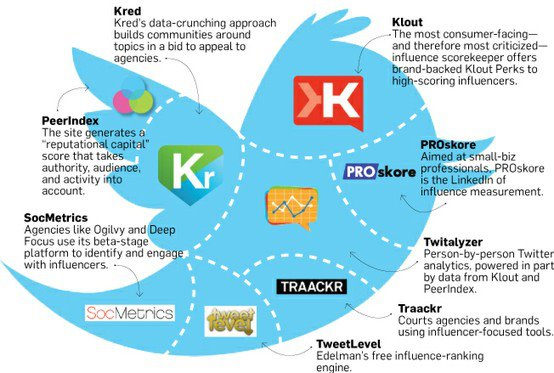 Kred
Kred's data-crunching approach
builds communities around
topics in a bid to appeal to
agencies.
Klout
The most consumer-facing—
and therefore most criticized—
influence scorekeeper offers
brand-backed Klout Perks to
high-scoring influencers.
K
PeerIndex
The site generates a
"reputational capital"
score that takes
authority, audience,
and activity into
account.
Kr
PROskore
PROskore
Aimed at small-biz
professionals, PROskore
is the LinkedIn of
influence measurement.
SocMetrics
Agencies like Ogilvy and Deep
Focus use its beta-stage
platform to identify and engage
with influencers.
Twitalyzer
Person-by-person Twitter
analytics, powered in part
by data from Klout and
PeerIndex.
TRAACKR
SocMetrics
tweet
level
Traackr
Courts agencies and brands
using influencer-focused tools.
TweetLevel
Edelman's free influence-ranking
engine.